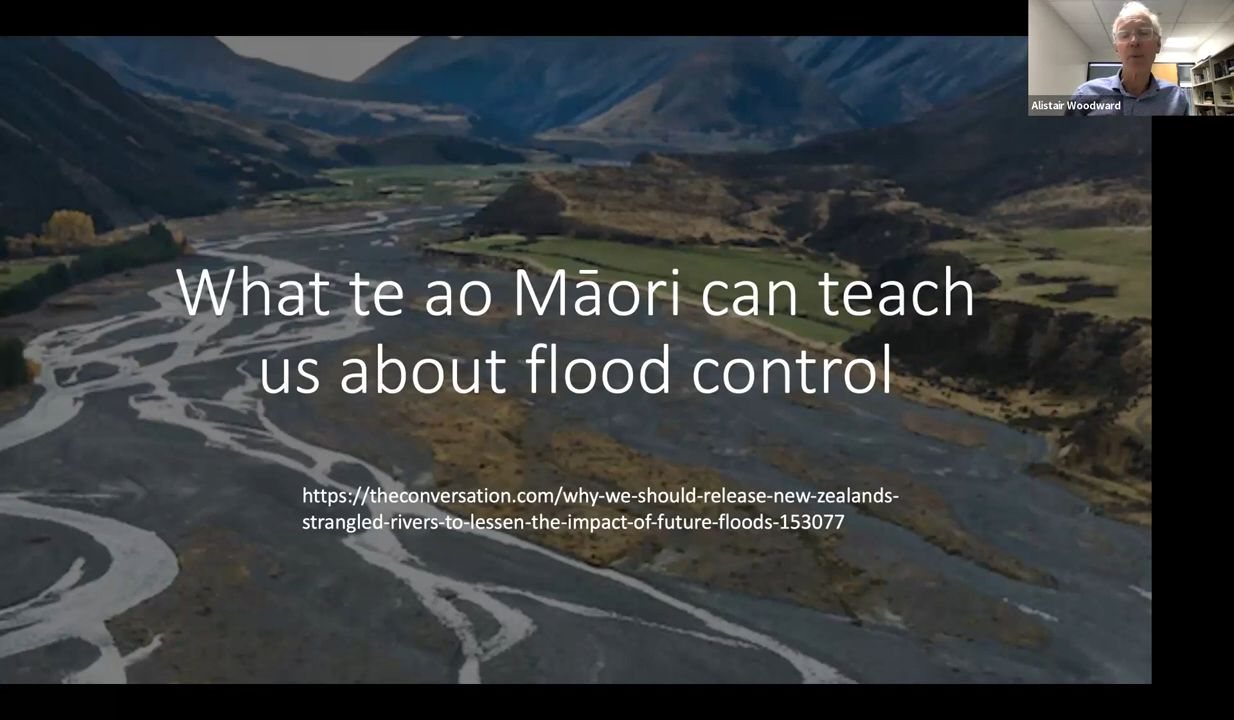 Alistair Woodward
What te ao Māori can teach
us about flood control
https://theconversation.com/why-we-should-release-new-zealands-
strangled-rivers-to-lessen-the-impact-of-future-floods-153077